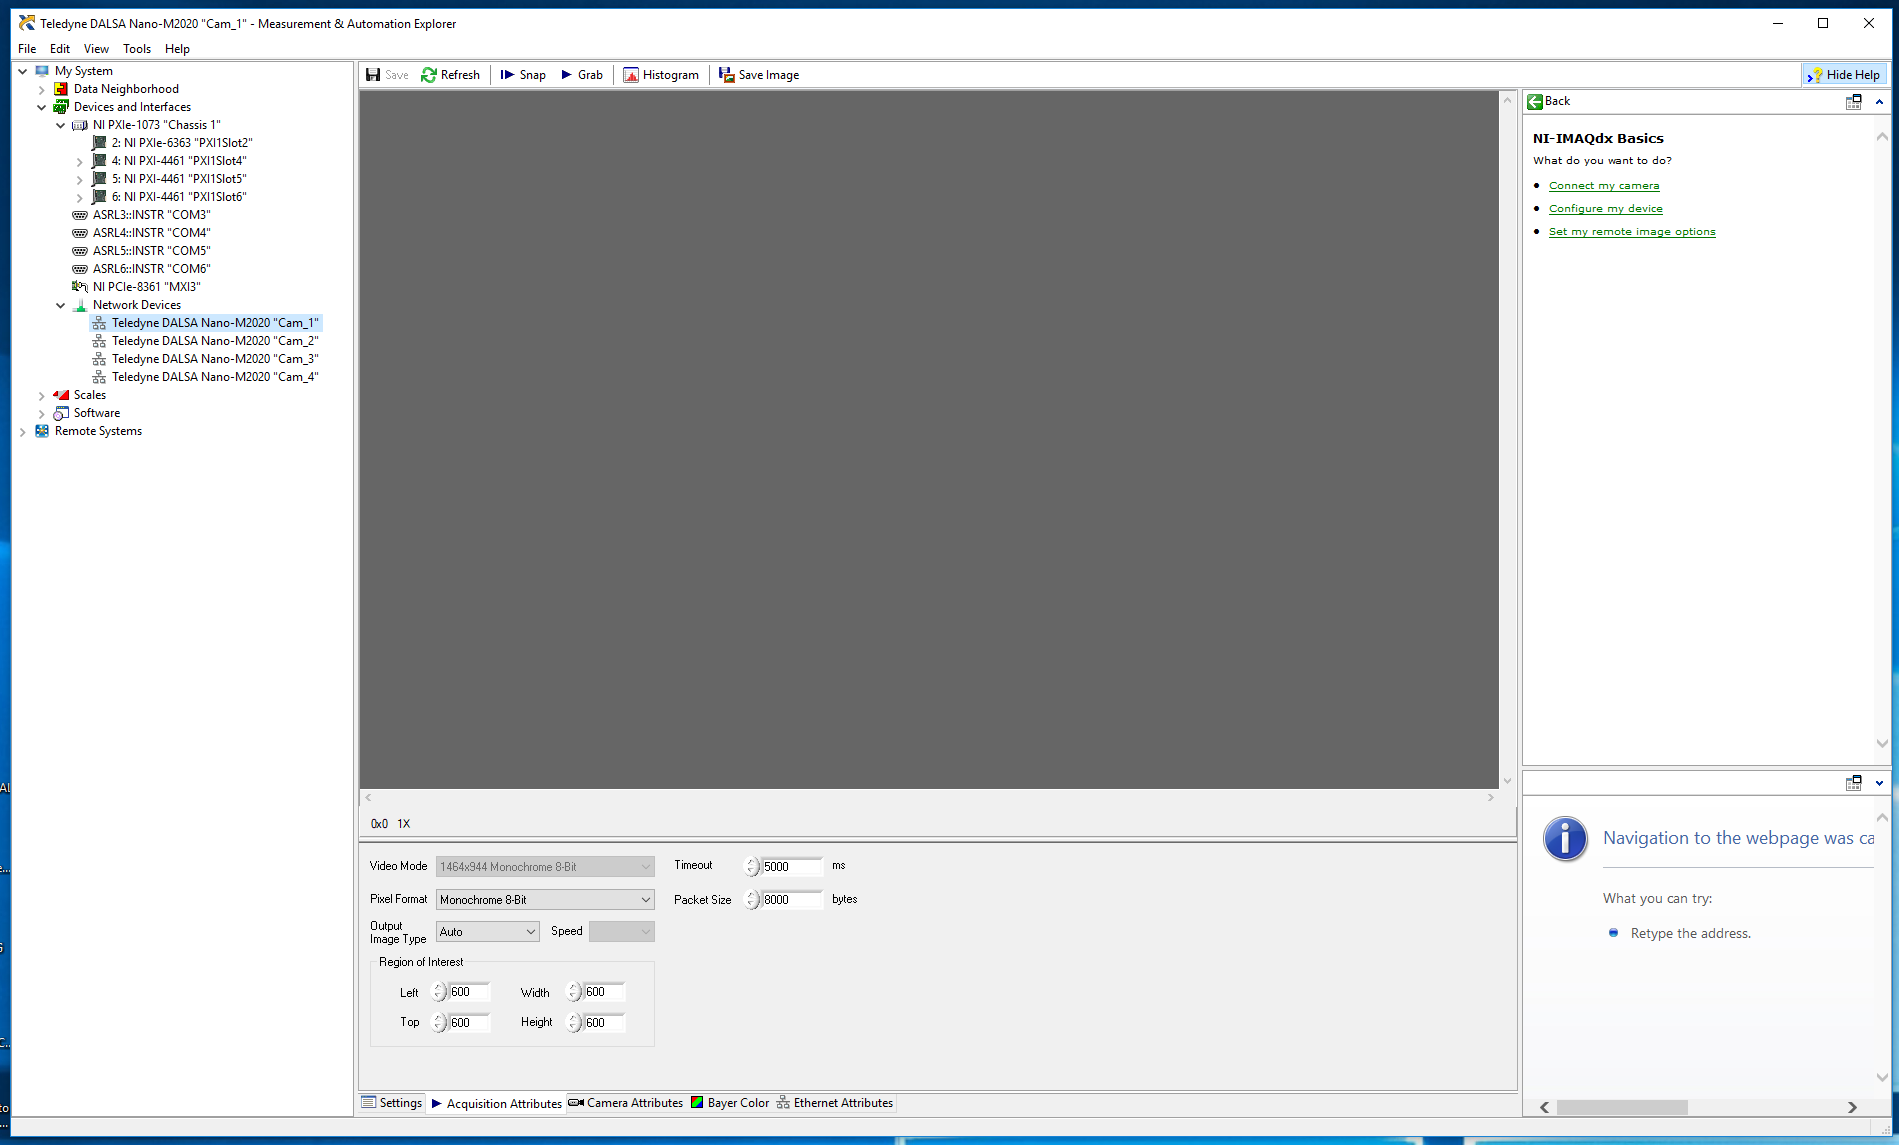 Teledyne DALSA Nano-M2020 "Cam_1" - Measurement & Automation Explorer
File Edit View Tools Help
My System
Data Neighborhood
Devices and Interfaces
NI PXIe-1073 "Chassis 1"
2: NI PXIe-6363 "PXI1Slot2"
4: NI PXI-4461 "PXI1Slot4"
5: NI PXI-4461 "PXI1Slot5"
6: NI PXI-4461 "PXI1Slot6"
ASRL3::INSTR "COM3"
ASRL4::INSTR "COM4"
ASRL5::INSTR "COM5"
ASRL6::INSTR "COM6"
NI PCIe-8361 "MXI3"
Network Devices
Teledyne DALSA Nano-M2020 "Cam_1"
Teledyne DALSA Nano-M2020 "Cam_2"
Teledyne DALSA Nano-M2020 "Cam_3"
Teledyne DALSA Nano-M2020 "Cam_4"
Scales
Software
Remote Systems
Save Refresh Snap Grab Histogram Save Image Hide Help
0x0 1X
Video Mode 1464x944 Monochrome 8-Bit Timeout 5000 ms
Pixel Format Monochrome 8-Bit Packet Size 8000 bytes
Output
Image Type Auto Speed
Region of Interest
Left 600 Width 600
Top 600 Height 600
Settings Acquisition Attributes Camera Attributes Bayer Color Ethernet Attributes
Back
NI-IMAQdx Basics
What do you want to do?
Connect my camera
Configure my device
Set my remote image options
Navigation to the webpage was ca
What you can try:
Retype the address.